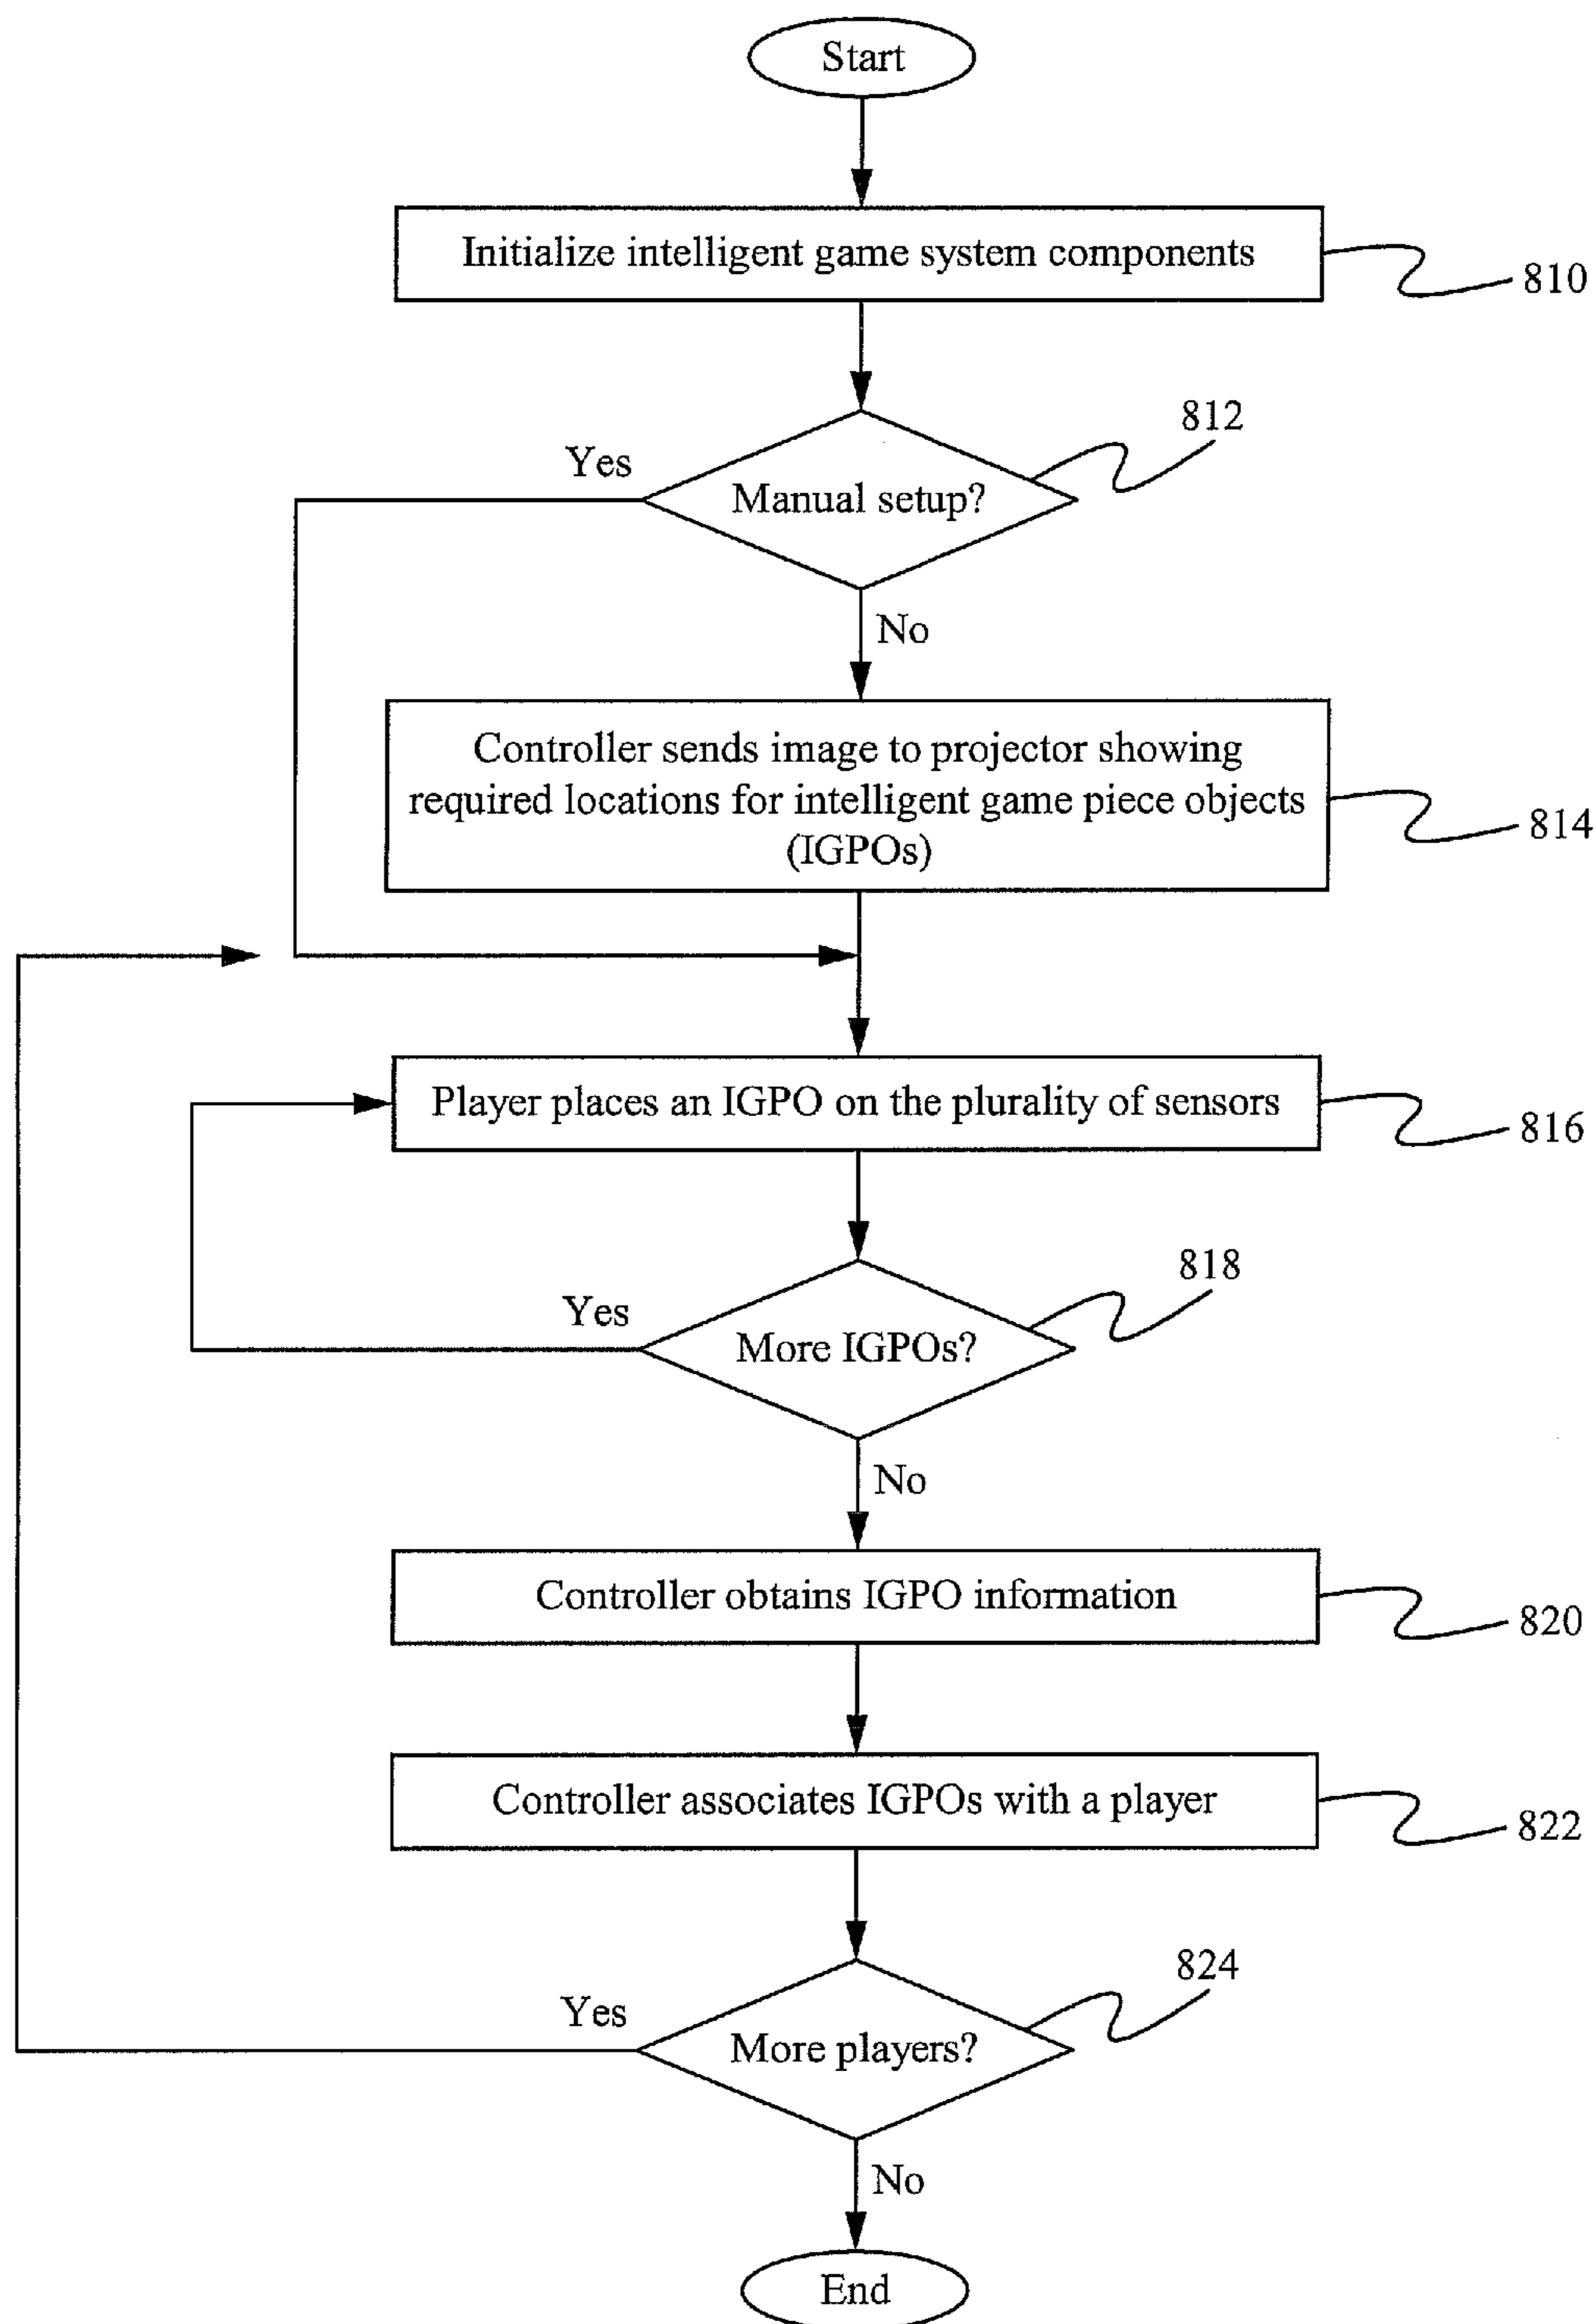 Start
Initialize intelligent game system components
810
812
Yes
Manual setup?
No
Controller sends image to projector showing
required locations for intelligent game piece objects
(IGPOs)
814
Player places an IGPO on the plurality of sensors
816
818
Yes
More IGPOs?
No
Controller obtains IGPO information
820
Controller associates IGPOs with a player
822
824
Yes
More players?
No
End